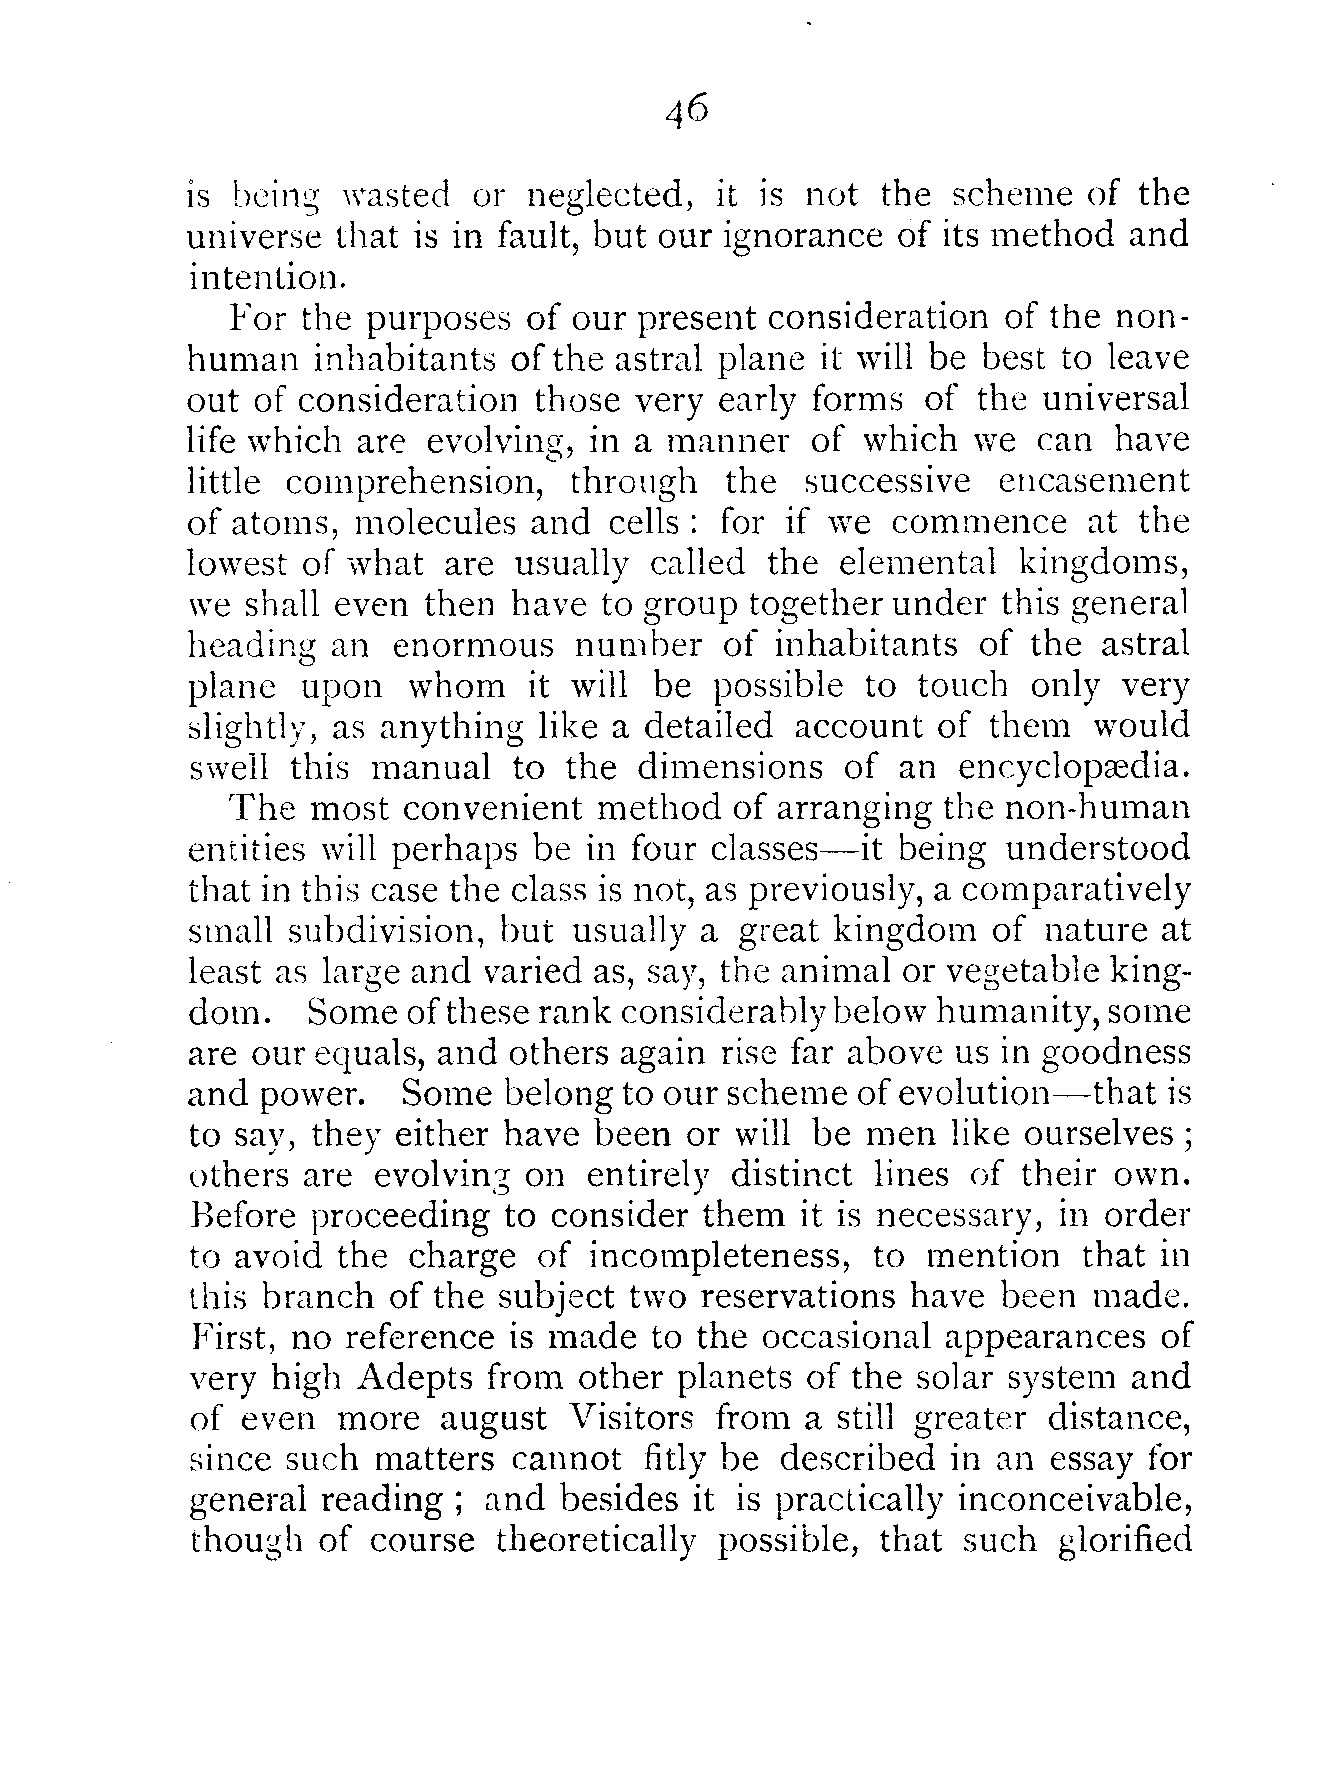 46
is being wasted or neglected, it is not the scheme of the
universe that is in fault, but our ignorance of its method and
intention.
For the purposes of our present consideration of the non-
human inhabitants of the astral plane it will be best to leave
out of consideration those very early forms of the universal
life which are evolving, in a manner of which we can have
little comprehension, through the successive encasement
of atoms, molecules and cells : for if we commence at the
lowest of what are usually called the elemental kingdoms,
we shall even then have to group together under this general
heading an enormous number of inhabitants of the astral
plane upon whom it will be possible to touch only very
slightly, as anything like a detailed account of them would
swell this manual to the dimensions of an encyclopædia.
The most convenient method of arranging the non-human
entities will perhaps be in four classes—it being understood
that in this case the class is not, as previously, a comparatively
small subdivision, but usually a great kingdom of nature at
least as large and varied as, say, the animal or vegetable king-
dom. Some of these rank considerably below humanity, some
are our equals, and others again rise far above us in goodness
and power. Some belong to our scheme of evolution—that is
to say, they either have been or will be men like ourselves ;
others are evolving on entirely distinct lines of their own.
Before proceeding to consider them it is necessary, in order
to avoid the charge of incompleteness, to mention that in
this branch of the subject two reservations have been made.
First, no reference is made to the occasional appearances of
very high Adepts from other planets of the solar system and
of even more august Visitors from a still greater distance,
since such matters cannot fitly be described in an essay for
general reading ; and besides it is practically inconceivable,
though of course theoretically possible, that such glorified